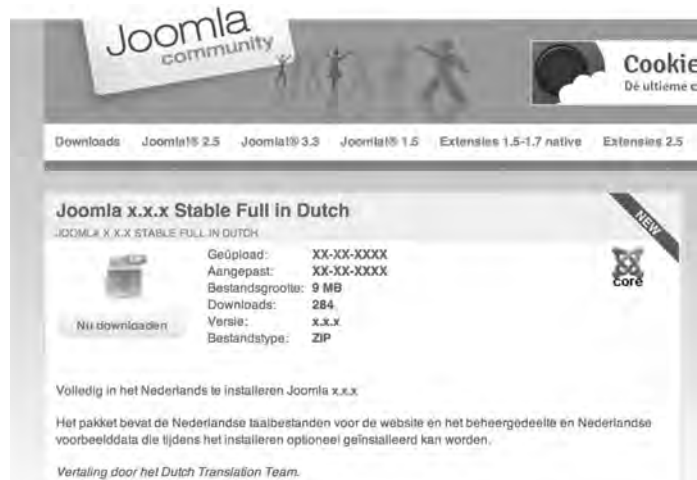 Joomla
community
Cookie
Dé ultieme c
Downloads Joomla!® 2.5 Joomla!® 3.3 Joomla!® 1.5 Extensies 1.5-1.7 native Extensies 2.5
Joomla x.x.x Stable Full in Dutch
NEW
JOOMLA X.X.X STABLE FULL IN DUTCH
Geüpload: XX-XX-XXXX
Aangepast: XX-XX-XXXX
Bestandsgrootte: 9 MB
Downloads: 284
Versie: x.x.x
Bestandstype: ZIP
core
Nu downloaden
Volledig in het Nederlands te installeren Joomla x.x.x
Het pakket bevat de Nederlandse taalbestanden voor de website en het beheergedeelte en Nederlandse
voorbeelddata die tijdens het installeren optioneel geïnstalleerd kan worden.
Vertaling door het Dutch Translation Team.